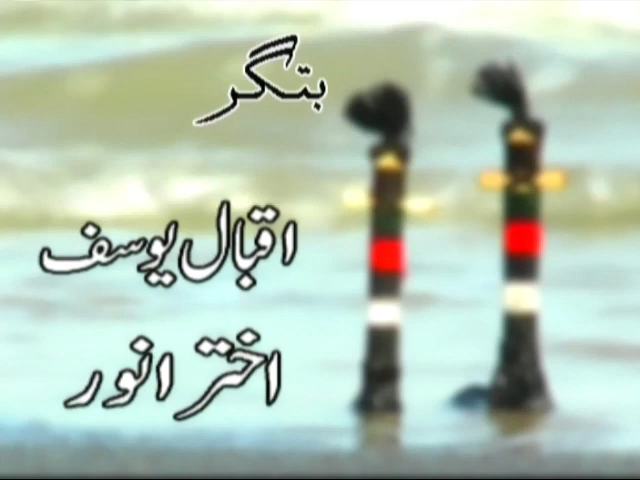 بتگر
اقبال یوسف
اختر انور